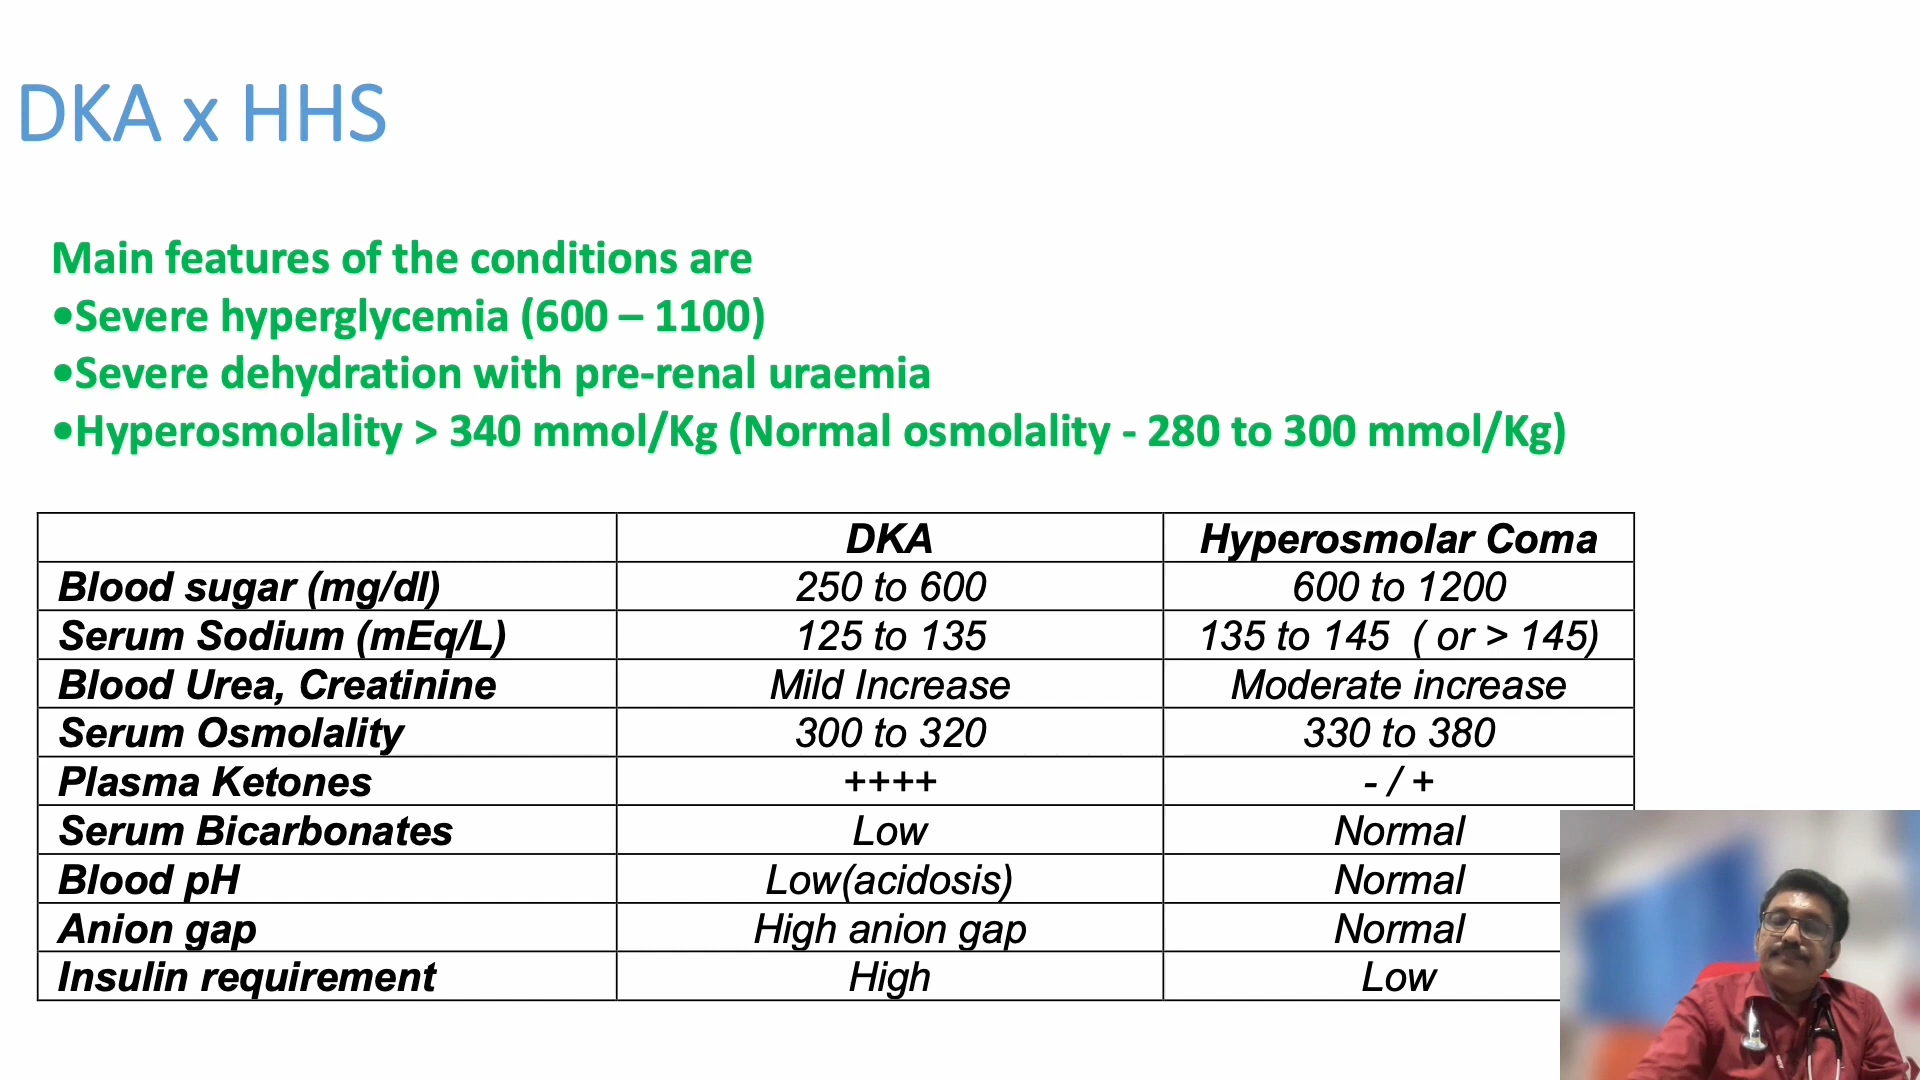 DKA x HHS
Main features of the conditions are
•Severe hyperglycemia (600 – 1100)
•Severe dehydration with pre-renal uraemia
•Hyperosmolality > 340 mmol/Kg (Normal osmolality - 280 to 300 mmol/Kg)
DKA Hyperosmolar Coma
Blood sugar (mg/dl) 250 to 600 600 to 1200
Serum Sodium (mEq/L) 125 to 135 135 to 145 ( or > 145)
Blood Urea, Creatinine Mild Increase Moderate increase
Serum Osmolality 300 to 320 330 to 380
Plasma Ketones ++++ - / +
Serum Bicarbonates Low Normal
Blood pH Low(acidosis) Normal
Anion gap High anion gap Normal
Insulin requirement High Low